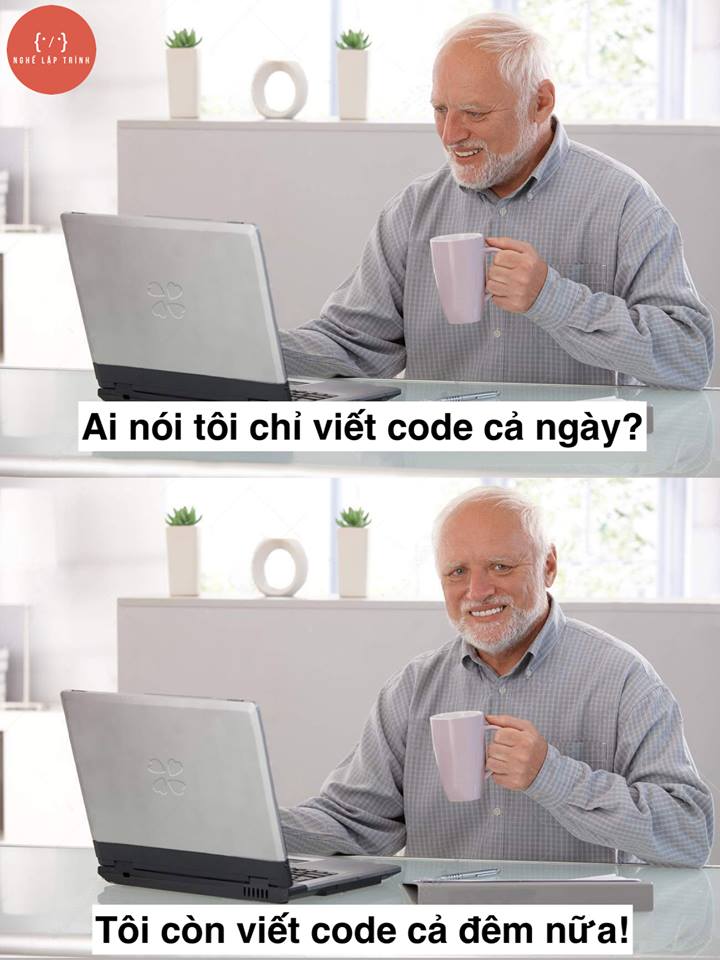 {·/·}
NGHỀ LẬP TRÌNH
Ai nói tôi chỉ viết code cả ngày?
Tôi còn viết code cả đêm nữa!